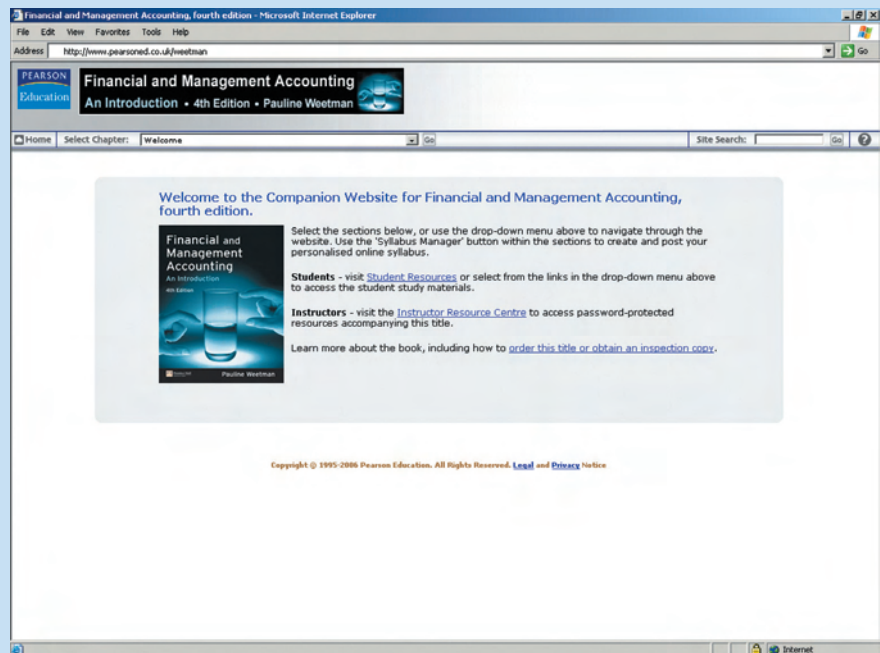 Financial and Management Accounting, fourth edition - Microsoft Internet Explorer
File Edit View Favorites Tools Help
Address http://www.pearsoned.co.uk/weetman Go
PEARSON
Education
Financial and Management Accounting
An Introduction • 4th Edition • Pauline Weetman
Home Select Chapter: Welcome Go Site Search: Go ?
Welcome to the Companion Website for Financial and Management Accounting,
fourth edition.
Financial and
Management
Accounting
An Introduction
4th Edition
Pauline Weetman
Select the sections below, or use the drop-down menu above to navigate through the
website. Use the 'Syllabus Manager' button within the sections to create and post your
personalised online syllabus.
Students - visit Student Resources or select from the links in the drop-down menu above
to access the student study materials.
Instructors - visit the Instructor Resource Centre to access password-protected
resources accompanying this title.
Learn more about the book, including how to order this title or obtain an inspection copy.
Copyright © 1995-2006 Pearson Education. All Rights Reserved. Legal and Privacy Notice
Internet